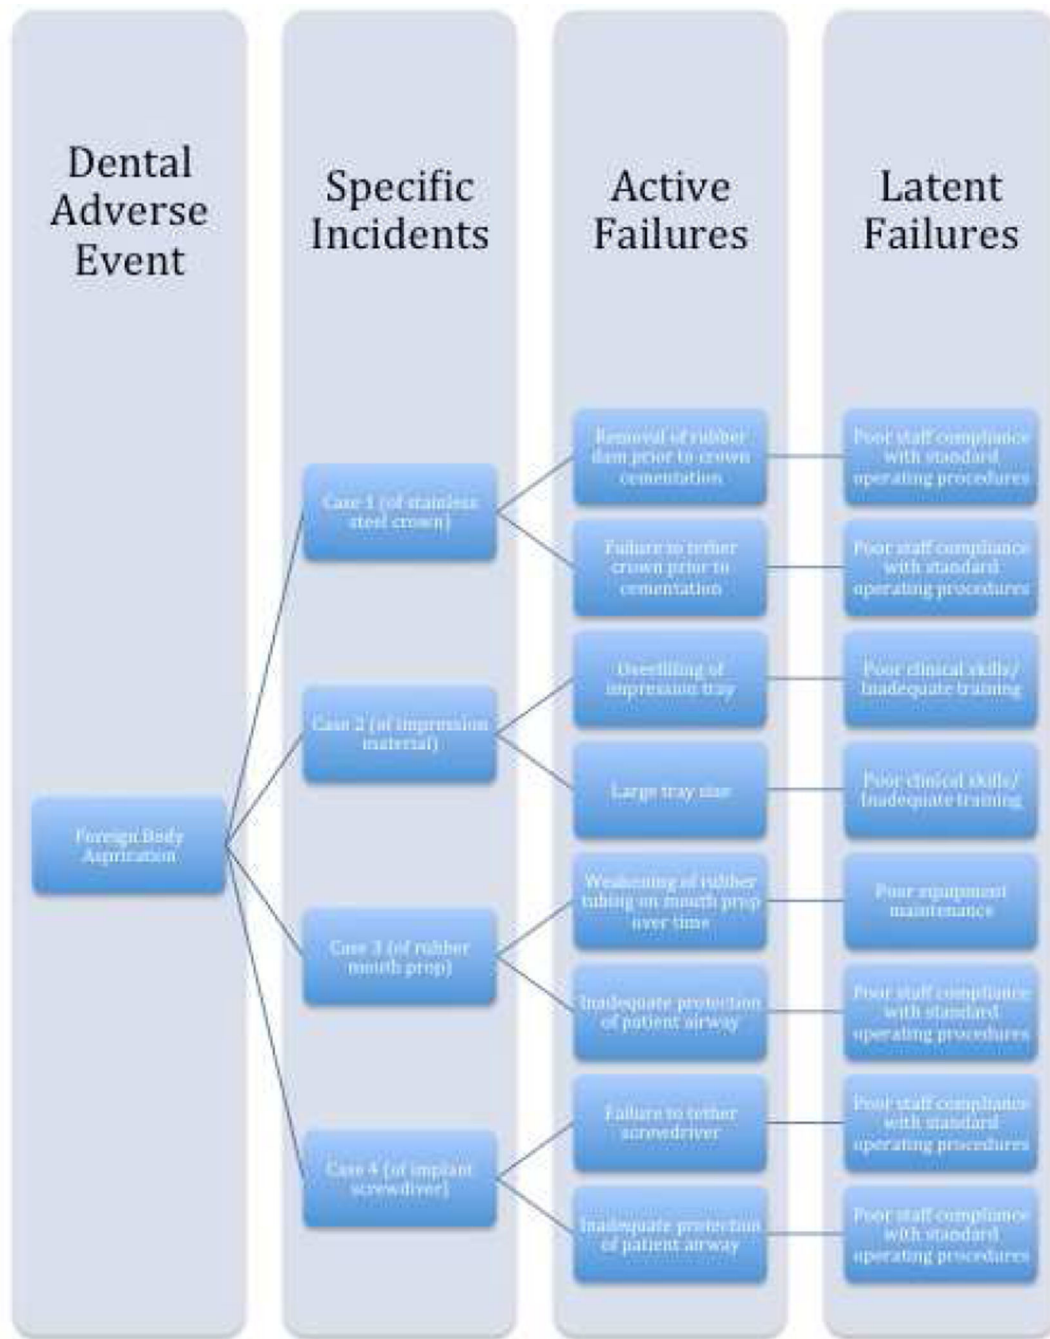 Dental
Adverse
Event
Specific
Incidents
Active
Failures
Latent
Failures
Foreign Body
Aspiration
Case 1 (of stainless
steel crown)
Case 2 (of impression
material)
Case 3 (of rubber
mouth prop)
Case 4 (of implant
screwdiver)
Removal of rubber
dam prior to crown
cementation
Failure to tether
crown prior to
cementation
Overfilling of
impression tray
Large tray size
Weakening of rubber
tubing on mouth prop
over time
Inadequate protection
of patient airway
Failure to tether
screwdriver
Inadequate protection
of patient airway
Poor staff compliance
with standard
operating procedures
Poor staff compliance
with standard
operating procedures
Poor clinical skills/
Inadequate training
Poor clinical skills/
Inadequate training
Poor equipment
maintenance
Poor staff compliance
with standard
operating procedures
Poor staff compliance
with standard
operating procedures
Poor staff compliance
with standard
operating procedures